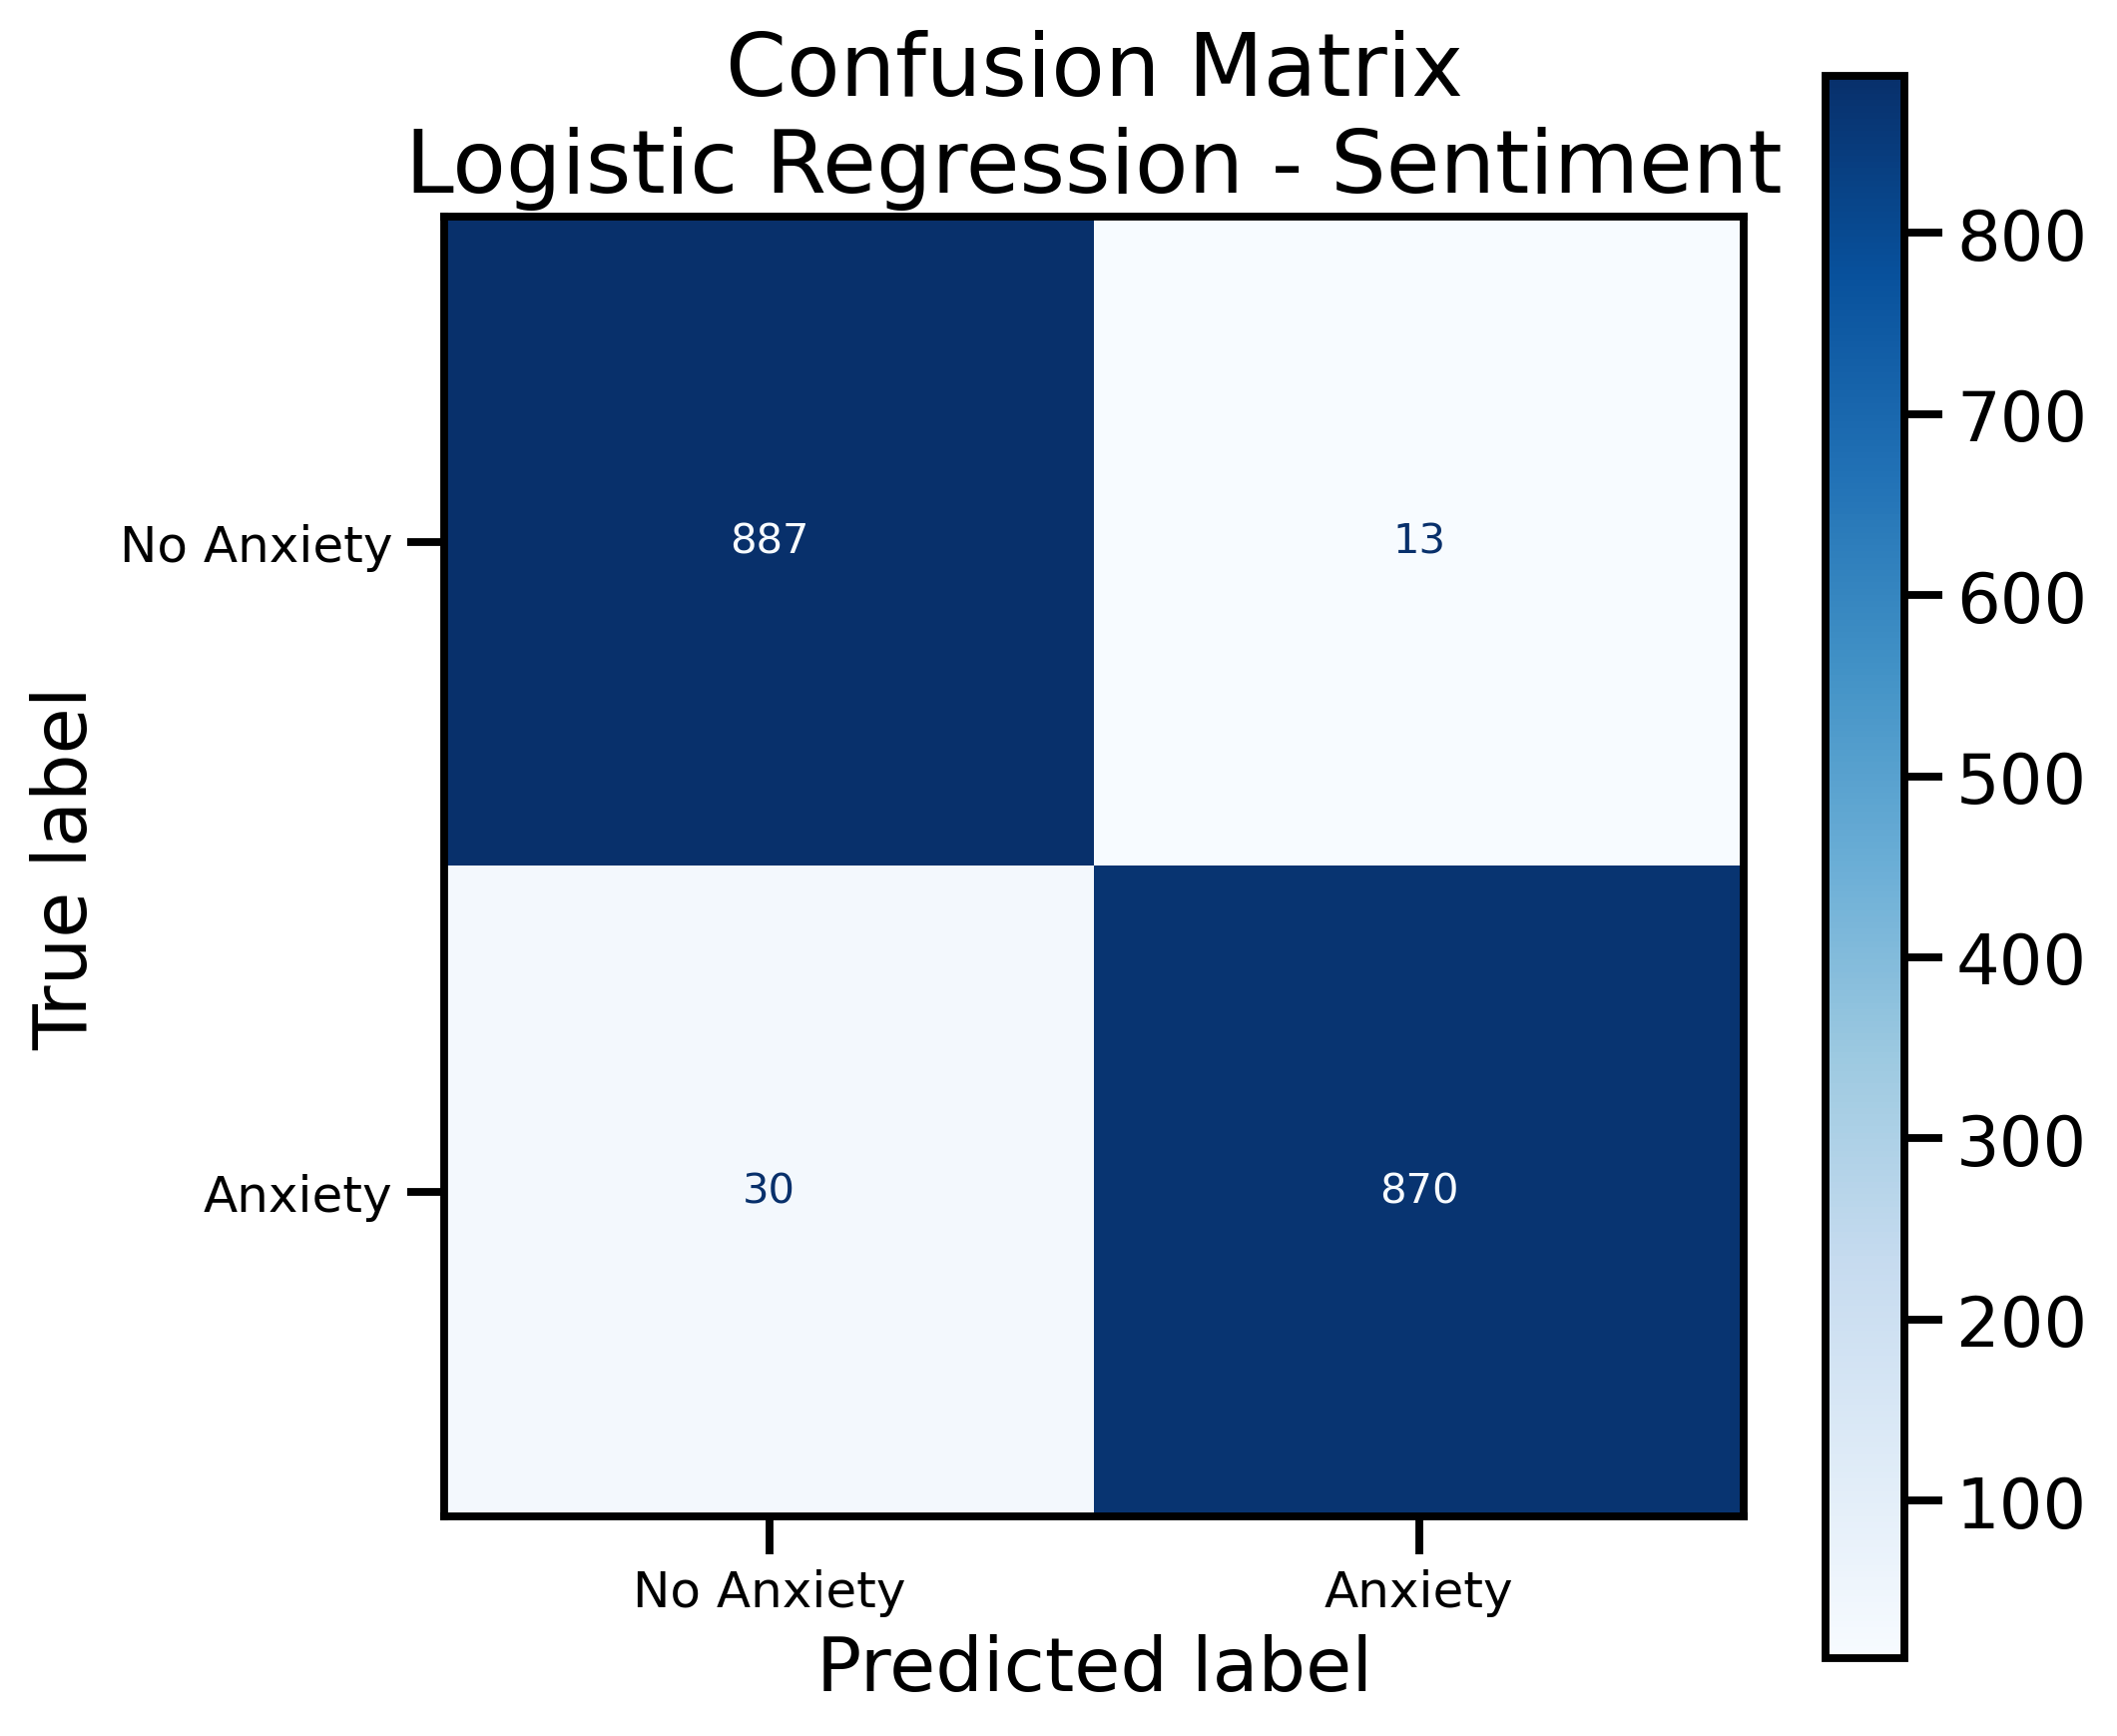 Confusion Matrix
Logistic Regression - Sentiment
True label
No Anxiety
887
13
Anxiety
30
870
No Anxiety
Anxiety
Predicted label
800
700
600
500
400
300
200
100